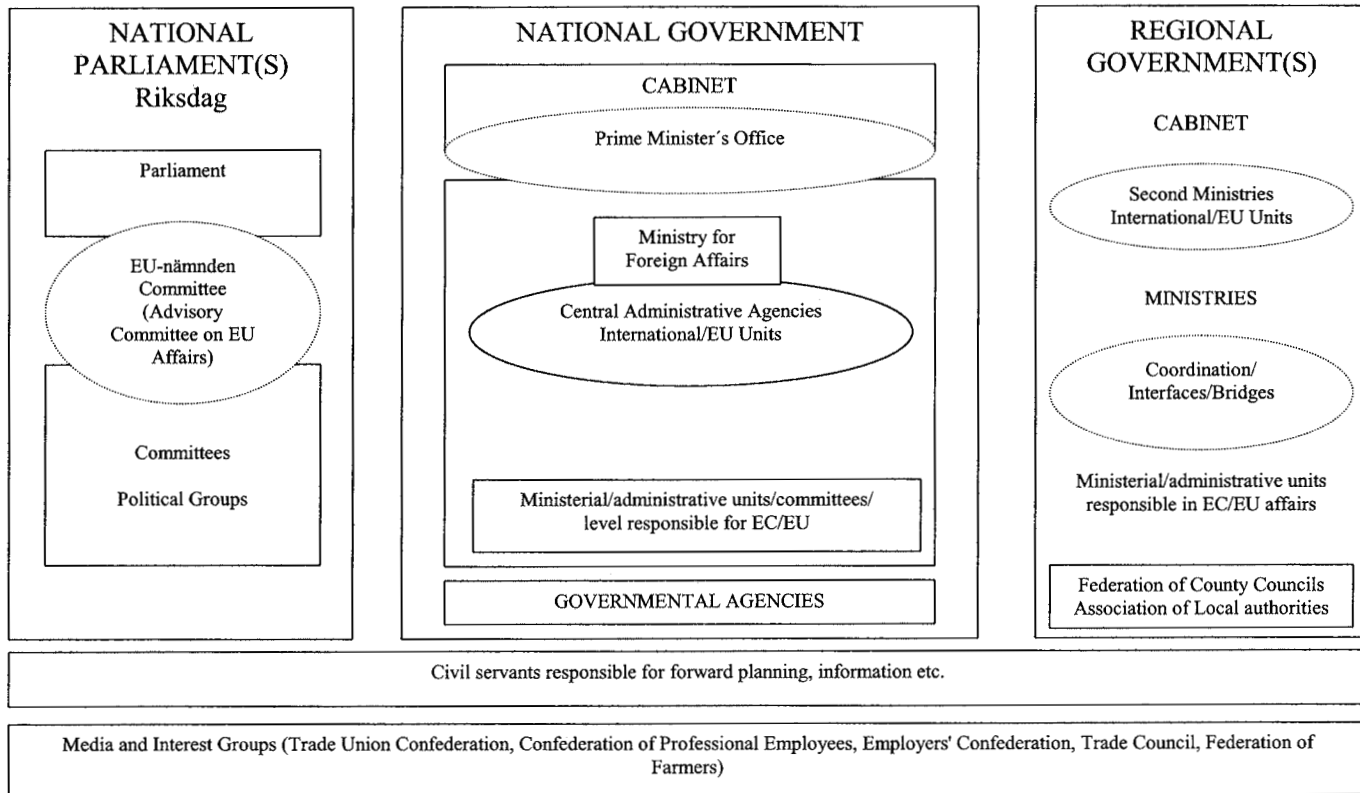 NATIONAL
PARLIAMENT(S)
Riksdag
Parliament
EU-nämnden
Committee
(Advisory
Committee on EU
Affairs)
Committees
Political Groups
NATIONAL GOVERNMENT
CABINET
Prime Minister´s Office
Ministry for
Foreign Affairs
Central Administrative Agencies
International/EU Units
Ministerial/administrative units/committees/
level responsible for EC/EU
GOVERNMENTAL AGENCIES
REGIONAL
GOVERNMENT(S)
CABINET
Second Ministries
International/EU Units
MINISTRIES
Coordination/
Interfaces/Bridges
Ministerial/administrative units
responsible in EC/EU affairs
Federation of County Councils
Association of Local authorities
Civil servants responsible for forward planning, information etc.
Media and Interest Groups (Trade Union Confederation, Confederation of Professional Employees, Employers' Confederation, Trade Council, Federation of
Farmers)